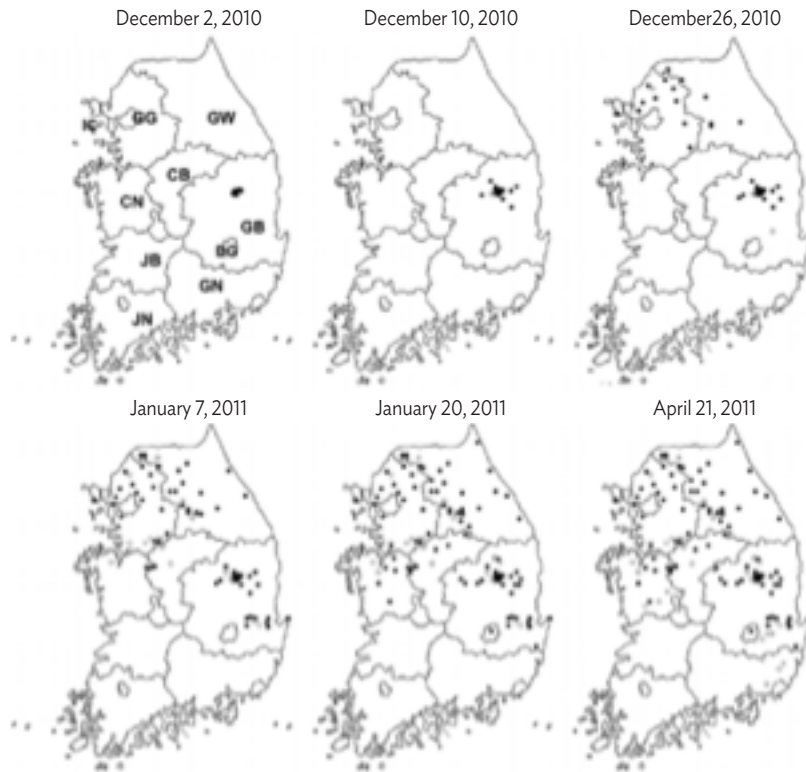 December 2, 2010
December 10, 2010
December26, 2010
IC
GG
GW
CB
CN
GB
BG
JB
GN
JN
January 7, 2011
January 20, 2011
April 21, 2011